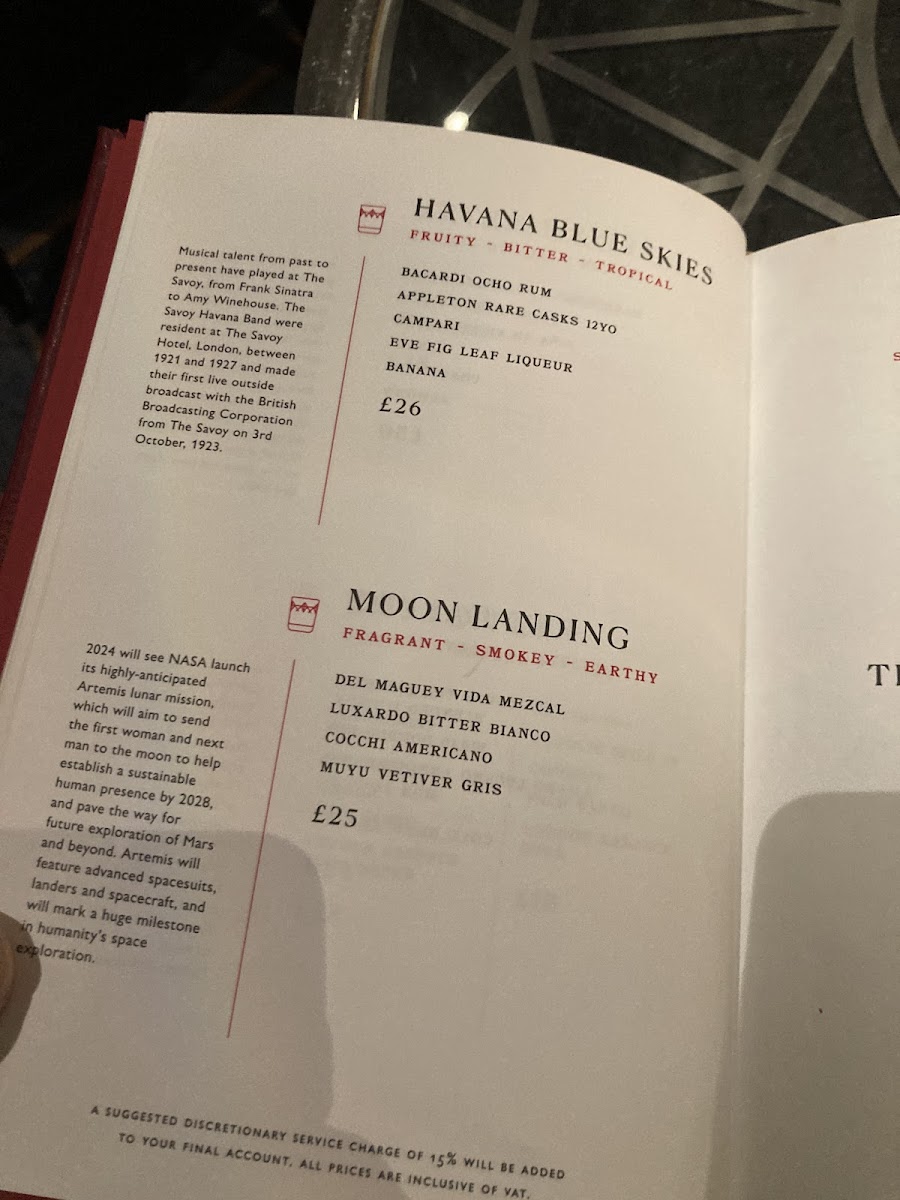 HAVANA BLUE SKIES
FRUITY - BITTER - TROPICAL
Musical talent from past to
present have played at The
Savoy, from Frank Sinatra
to Amy Winehouse. The
Savoy Havana Band were
resident at The Savoy
Hotel, London, between
1921 and 1927 and made
their first live outside
broadcast with the British
Broadcasting Corporation
from The Savoy on 3rd
October, 1923.
BACARDI OCHO RUM
APPLETON RARE CASKS 12YO
CAMPARI
EVE FIG LEAF LIQUEUR
BANANA
£26
MOON LANDING
FRAGRANT - SMOKEY - EARTHY
2024 will see NASA launch
its highly-anticipated
Artemis lunar mission,
which will aim to send
the first woman and next
man to the moon to help
establish a sustainable
human presence by 2028,
and pave the way for
future exploration of Mars
and beyond. Artemis will
feature advanced spacesuits,
landers and spacecraft, and
will mark a huge milestone
in humanity's space
exploration.
DEL MAGUEY VIDA MEZCAL
LUXARDO BITTER BIANCO
COCCHI AMERICANO
MUYU VETIVER GRIS
£25
A SUGGESTED DISCRETIONARY SERVICE CHARGE OF 15% WILL BE ADDED
TO YOUR FINAL ACCOUNT. ALL PRICES ARE INCLUSIVE OF VAT.